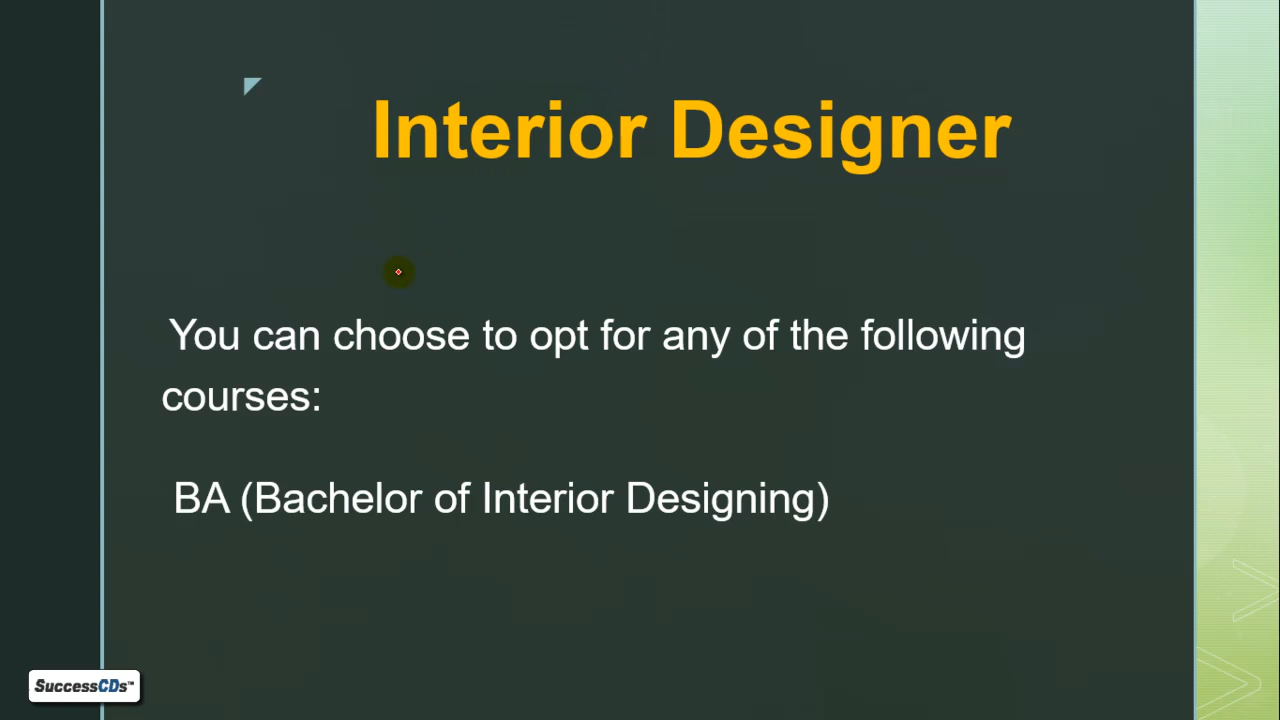 Interior Designer
You can choose to opt for any of the following
courses:
BA (Bachelor of Interior Designing)
SuccessCDs™